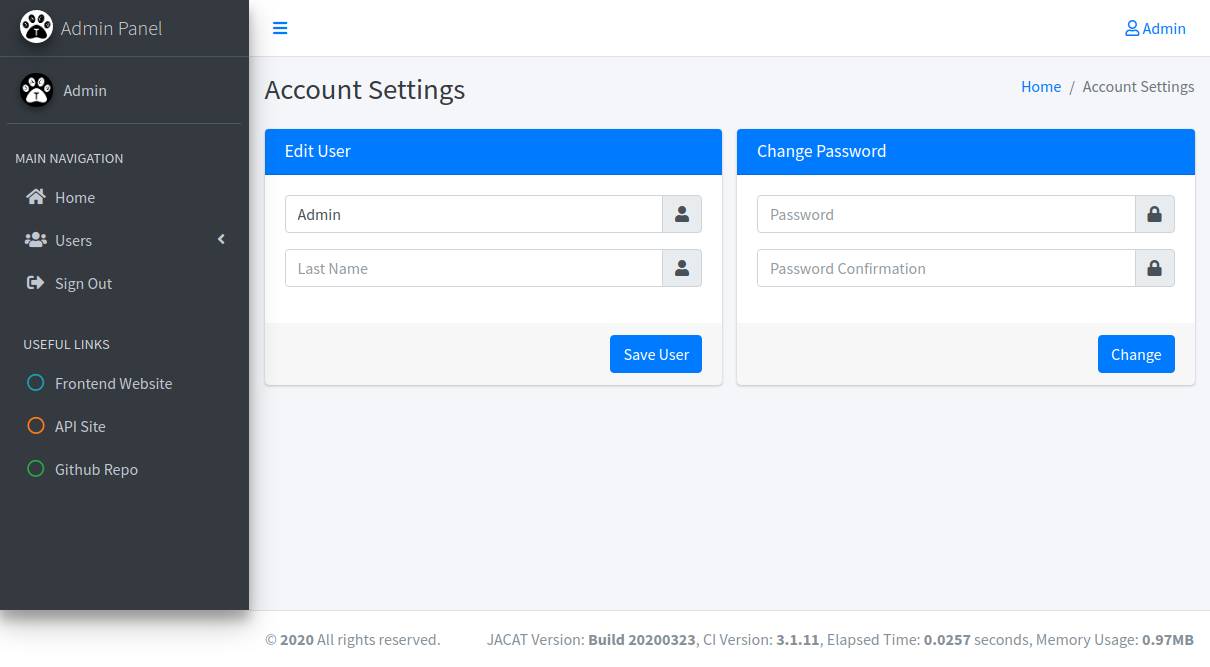 Admin Panel
Admin
Admin
MAIN NAVIGATION
Home
Users
Sign Out
USEFUL LINKS
Frontend Website
API Site
Github Repo
Account Settings
Home / Account Settings
Edit User
Admin
Last Name
Save User
Change Password
Password
Password Confirmation
Change
© 2020 All rights reserved.
JACAT Version: Build 20200323, CI Version: 3.1.11, Elapsed Time: 0.0257 seconds, Memory Usage: 0.97MB